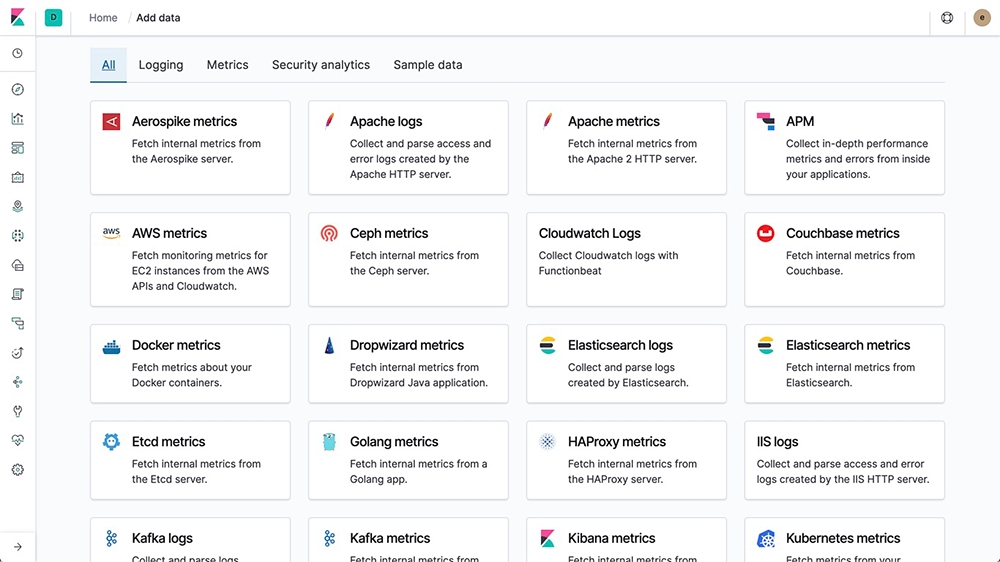 D
Home / Add data
e
All
Logging
Metrics
Security analytics
Sample data
Aerospike metrics
Fetch internal metrics from
the Aerospike server.
Apache logs
Collect and parse access and
error logs created by the
Apache HTTP server.
Apache metrics
Fetch internal metrics from
the Apache 2 HTTP server.
APM
Collect in-depth performance
metrics and errors from inside
your applications.
aws
AWS metrics
Fetch monitoring metrics for
EC2 instances from the AWS
APIs and Cloudwatch.
Ceph metrics
Fetch internal metrics from
the Ceph server.
Cloudwatch Logs
Collect Cloudwatch logs with
Functionbeat
Couchbase metrics
Fetch internal metrics from
Couchbase.
Docker metrics
Fetch metrics about your
Docker containers.
Dropwizard metrics
Fetch internal metrics from
Dropwizard Java application.
Elasticsearch logs
Collect and parse logs
created by Elasticsearch.
Elasticsearch metrics
Fetch internal metrics from
Elasticsearch.
Etcd metrics
Fetch internal metrics from
the Etcd server.
Golang metrics
Fetch internal metrics from a
Golang app.
HAProxy metrics
Fetch internal metrics from
the HAProxy server.
IIS logs
Collect and parse access and error
logs created by the IIS HTTP server.
Kafka logs
Collect and parse logs
Kafka metrics
Fetch internal metrics from
Kibana metrics
Fetch internal metrics from
Kubernetes metrics
Fetch metrics from your